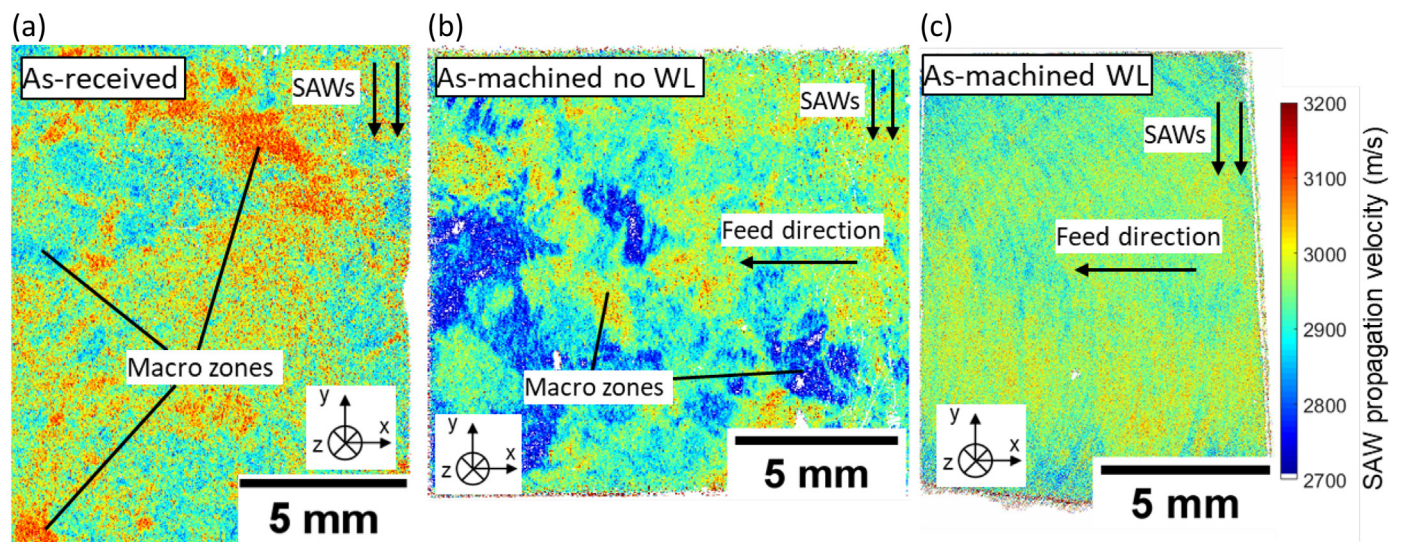 (a)
As-received
SAWs
Macro zones
y
x
z
5 mm
(b)
As-machined no WL
SAWs
Feed direction
Macro zones
y
x
z
5 mm
(c)
As-machined WL
SAWs
Feed direction
y
x
z
5 mm
3200
3100
3000
2900
2800
2700
SAW propagation velocity (m/s)